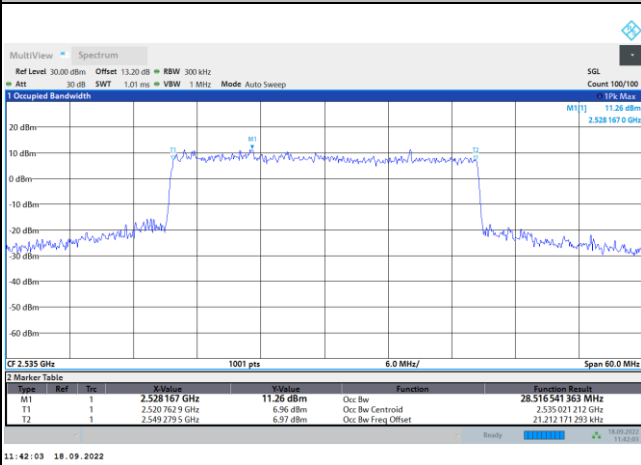 MultiView Spectrum
Ref Level 30.00 dBm Offset 13.20 dB RBW 300 kHz SGL
Att 30 dB SWT 1.01 ms VBW 1 MHz Mode Auto Sweep Count 100/100
1 Occupied Bandwidth 1Pk Max
M1[1] 11.26 dBm
2.528 167 0 GHz
20 dBm
M1
T1 T2
10 dBm
0 dBm
-10 dBm
-20 dBm
-30 dBm
-40 dBm
-50 dBm
-60 dBm
CF 2.535 GHz 1001 pts 6.0 MHz/ Span 60.0 MHz
2 Marker Table
Type Ref Trc X-Value Y-Value Function Function Result
M1 1 2.528 167 GHz 11.26 dBm Occ Bw 28.516 541 363 MHz
T1 1 2.520 762 9 GHz 6.96 dBm Occ Bw Centroid 2.535 021 212 GHz
T2 1 2.549 279 5 GHz 6.97 dBm Occ Bw Freq Offset 21.212 171 293 kHz
Ready 18.09.2022
11:42:03
11:42:03 18.09.2022